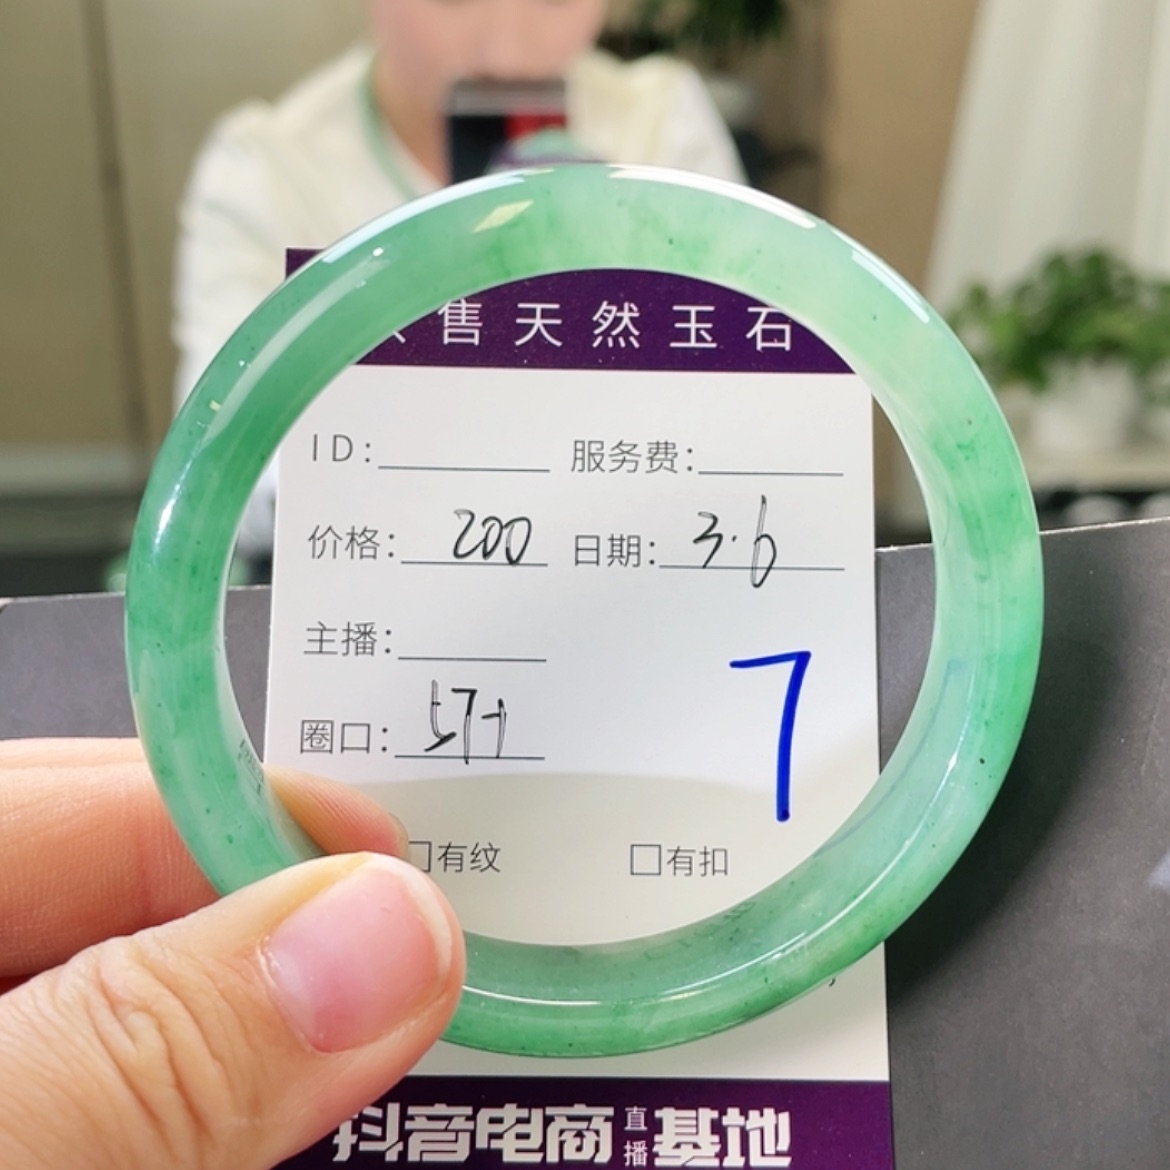 售天然玉石
ID: 服务费:
价格: 200 日期: 3.6
主播:
圈口: 57+
7
□有纹 □有扣
抖音电商直播基地